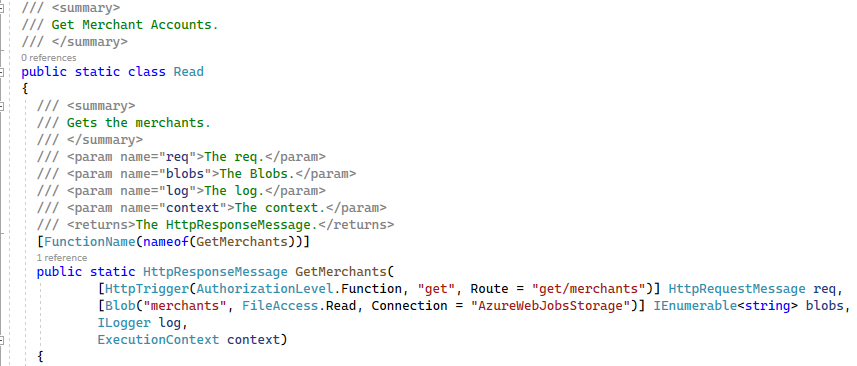 /// <summary>
/// Get Merchant Accounts.
/// </summary>
0 references
public static class Read
{
/// <summary>
/// Gets the merchants.
/// </summary>
/// <param name="req">The req.</param>
/// <param name="blobs">The Blobs.</param>
/// <param name="log">The log.</param>
/// <param name="context">The context.</param>
/// <returns>The HttpResponseMessage.</returns>
[FunctionName(nameof(GetMerchants))]
1 reference
public static HttpResponseMessage GetMerchants(
[HttpTrigger(AuthorizationLevel.Function, "get", Route = "get/merchants")] HttpRequestMessage req,
[Blob("merchants", FileAccess.Read, Connection = "AzureWebJobsStorage")] IEnumerable<string> blobs,
ILogger log,
ExecutionContext context)
{